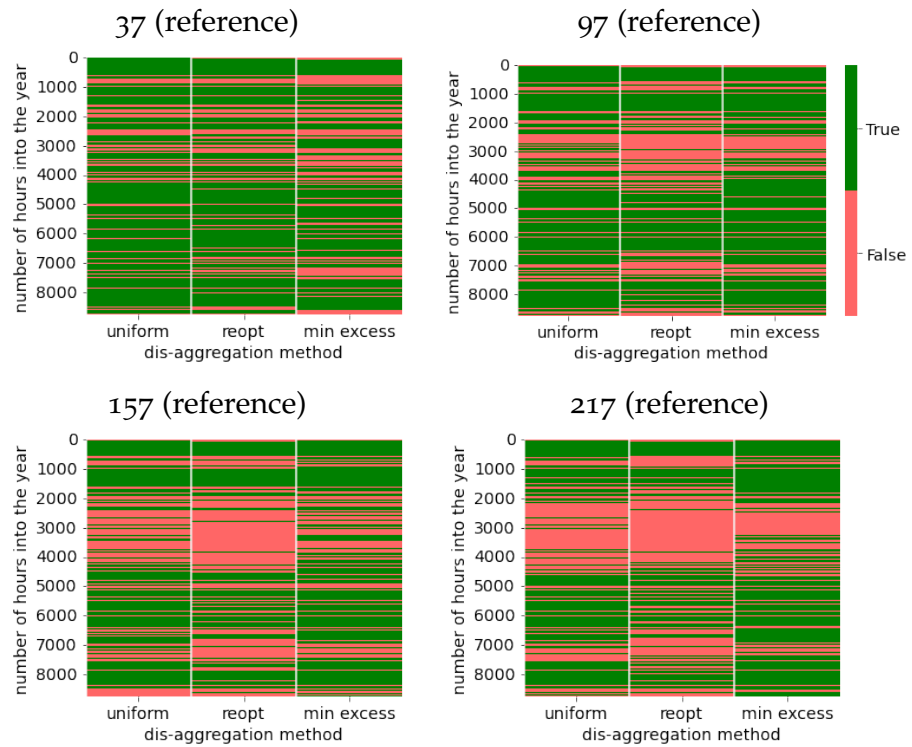 37 (reference)
0
1000
2000
3000
4000
5000
6000
7000
8000
number of hours into the year
uniform reopt min excess
dis-aggregation method
97 (reference)
0
1000
2000
3000
4000
5000
6000
7000
8000
number of hours into the year
uniform reopt min excess
dis-aggregation method
True
False
157 (reference)
0
1000
2000
3000
4000
5000
6000
7000
8000
number of hours into the year
uniform reopt min excess
dis-aggregation method
217 (reference)
0
1000
2000
3000
4000
5000
6000
7000
8000
number of hours into the year
uniform reopt min excess
dis-aggregation method